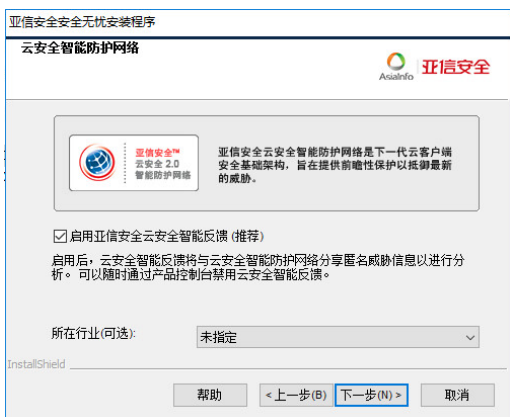 亚信安全安全无忧安装程序
云安全智能防护网络
AsiaInfo 亚信安全
亚信安全™
云安全 2.0
智能防护网络
亚信安全云安全智能防护网络是下一代云客户端
安全基础架构，旨在提供前瞻性保护以抵御最新
的威胁。
启用亚信安全云安全智能反馈 (推荐)
启用后，云安全智能反馈将与云安全智能防护网络分享匿名威胁信息以进行分
析。 可以随时通过产品控制台禁用云安全智能反馈。
所在行业(可选): 未指定
InstallShield
帮助 <上一步(B) 下一步(N) > 取消